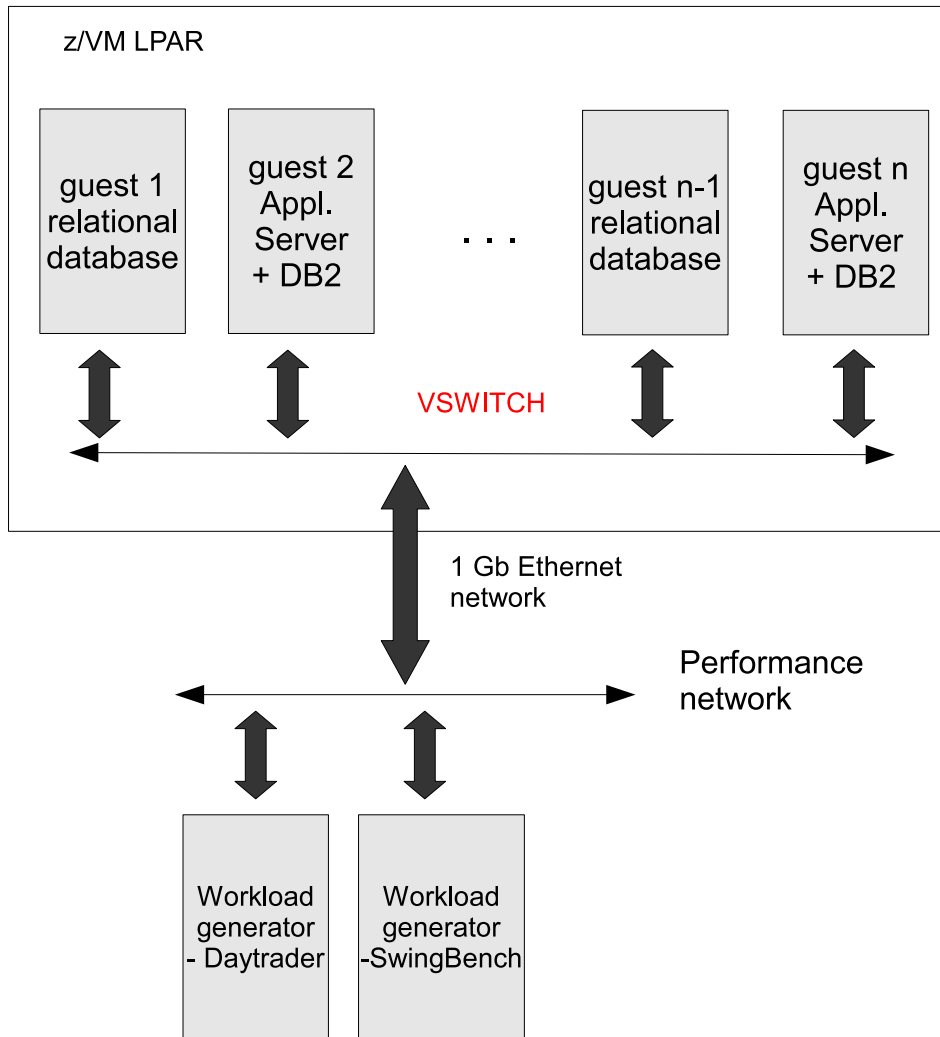 z/VM LPAR
guest 1
relational
database
guest 2
Appl.
Server
+ DB2
. . .
guest n-1
relational
database
guest n
Appl.
Server
+ DB2
VSWITCH
1 Gb Ethernet
network
Performance
network
Workload
generator
- Daytrader
Workload
generator
-SwingBench